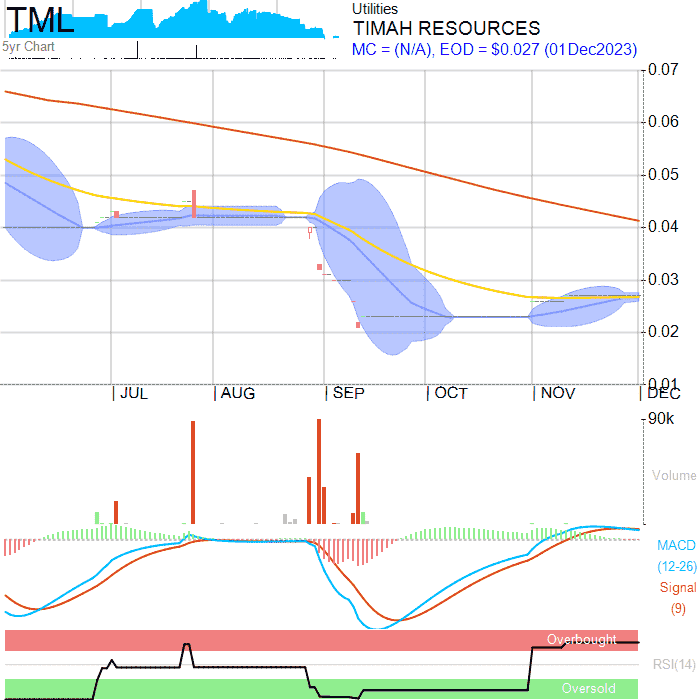 TML
5yr Chart
Utilities
TIMAH RESOURCES
MC = (N/A), EOD = $0.027 (01Dec2023)
0.07
0.06
0.05
0.04
0.03
0.02
0.01
JUL AUG SEP OCT NOV DEC
90k
Volume
MACD
(12-26)
Signal
(9)
Overbought
RSI(14)
Oversold